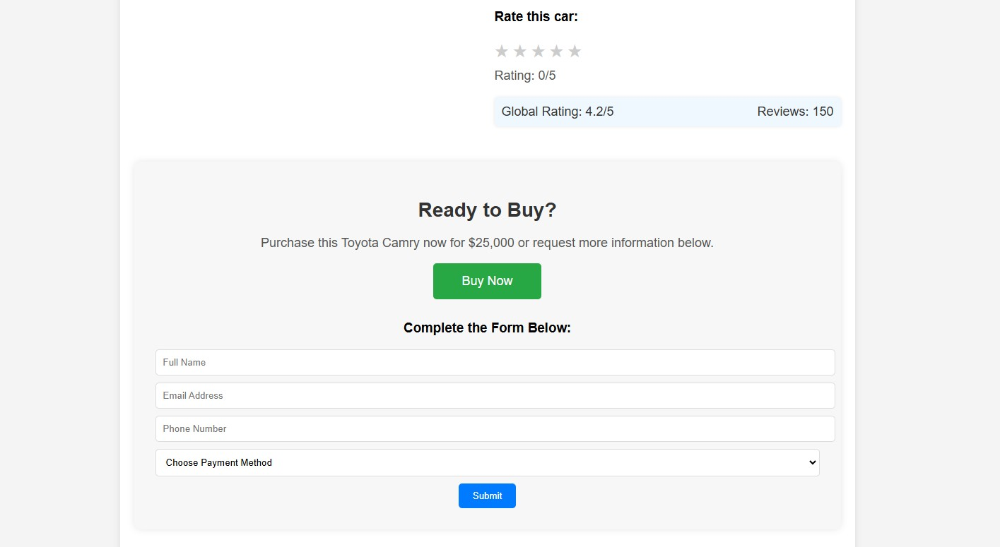 Rate this car:
★★★★★
Rating: 0/5
Global Rating: 4.2/5 Reviews: 150
Ready to Buy?
Purchase this Toyota Camry now for $25,000 or request more information below.
Buy Now
Complete the Form Below:
Full Name
Email Address
Phone Number
Choose Payment Method
Submit